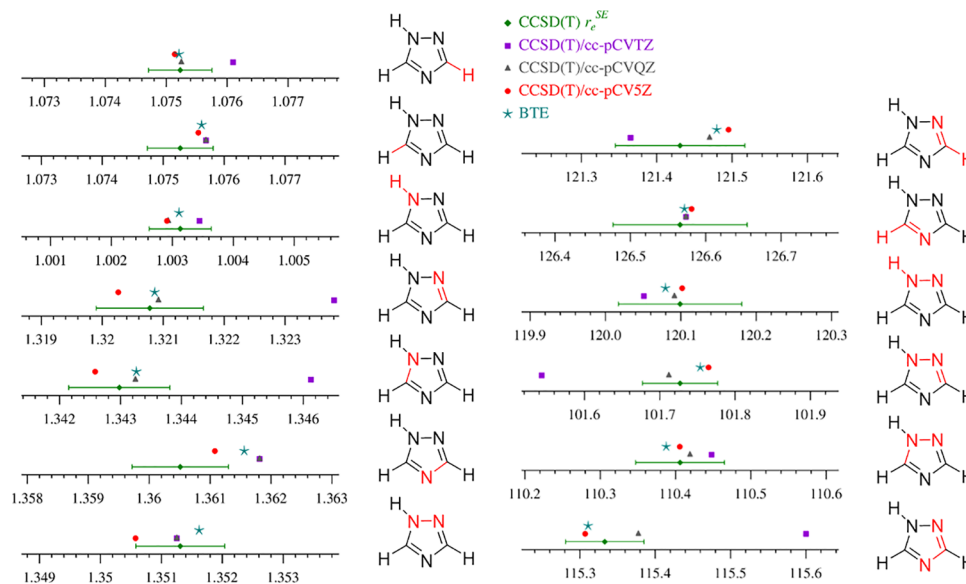 CCSD(T) r_e^SE
CCSD(T)/cc-pCVTZ
CCSD(T)/cc-pCVQZ
CCSD(T)/cc-pCV5Z
BTE
1.073 1.074 1.075 1.076 1.077
H N N H N H
1.073 1.074 1.075 1.076 1.077
H N N H N H
1.001 1.002 1.003 1.004 1.005
H N N H N H
1.319 1.32 1.321 1.322 1.323
H N N H N H
1.342 1.343 1.344 1.345 1.346
H N N H N H
1.358 1.359 1.36 1.361 1.362 1.363
H N N H N H
1.349 1.35 1.351 1.352 1.353
H N N H N H
121.3 121.4 121.5 121.6
H N N H N H
126.4 126.5 126.6 126.7
H N N H N H
119.9 120.0 120.1 120.2 120.3
H N N H N H
101.6 101.7 101.8 101.9
H N N H N H
110.2 110.3 110.4 110.5 110.6
H N N H N H
115.3 115.4 115.5 115.6
H N N H N H